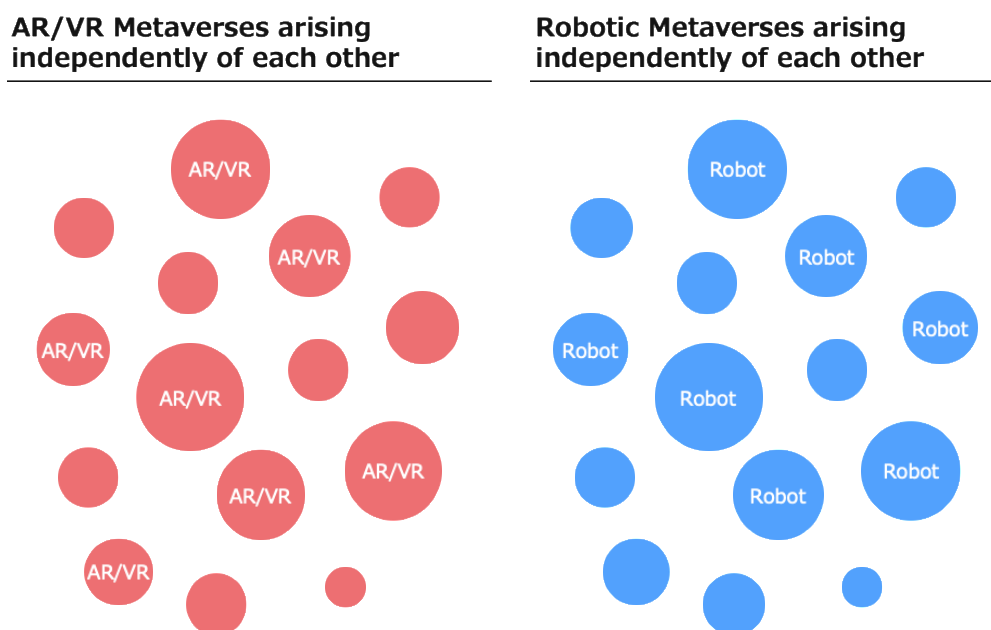 AR/VR Metaverses arising
independently of each other
AR/VR
AR/VR
AR/VR
AR/VR
AR/VR
AR/VR
AR/VR
Robotic Metaverses arising
independently of each other
Robot
Robot
Robot
Robot
Robot
Robot
Robot